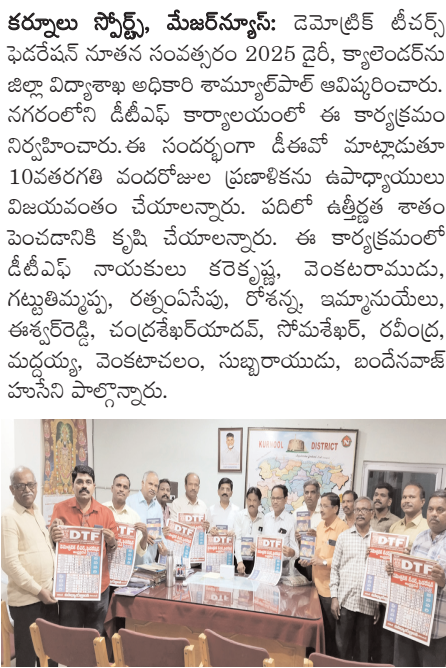 కర్నూలు స్పోర్ట్స్, మేజర్‌న్యూస్: డెమోట్రిక్ టీచర్స్
ఫెడరేషన్ నూతన సంవత్సరం 2025 డైరీ, క్యాలెండర్‌ను
జిల్లా విద్యాశాఖ అధికారి శామ్యూల్‌పాల్ ఆవిష్కరించారు.
నగరంలోని డీటీఎఫ్ కార్యాలయంలో ఈ కార్యక్రమం
నిర్వహించారు.ఈ సందర్భంగా డీఈవో మాట్లాడుతూ
10వతరగతి వందరోజుల ప్రణాళికను ఉపాధ్యాయులు
విజయవంతం చేయాలన్నారు. పదిలో ఉత్తీర్ణత శాతం
పెంచడానికి కృషి చేయాలన్నారు. ఈ కార్యక్రమంలో
డీటీఎఫ్ నాయకులు కరెకృష్ణ, వెంకటరాముడు,
గట్టుతిమ్మప్ప, రత్నంఏసేపు, రోశన్న, ఇమ్మానుయేలు,
ఈశ్వర్‌రెడ్డి, చంద్రశేఖర్‌యాదవ్, సోమశేఖర్, రవీంద్ర,
మద్దయ్య, వెంకటాచలం, సుబ్బరాయుడు, బందేనవాజ్
హుసేని పాల్గొన్నారు.
KURNOOL DISTRICT
DTF
DTF
DTF
DTF
DTF
DTF